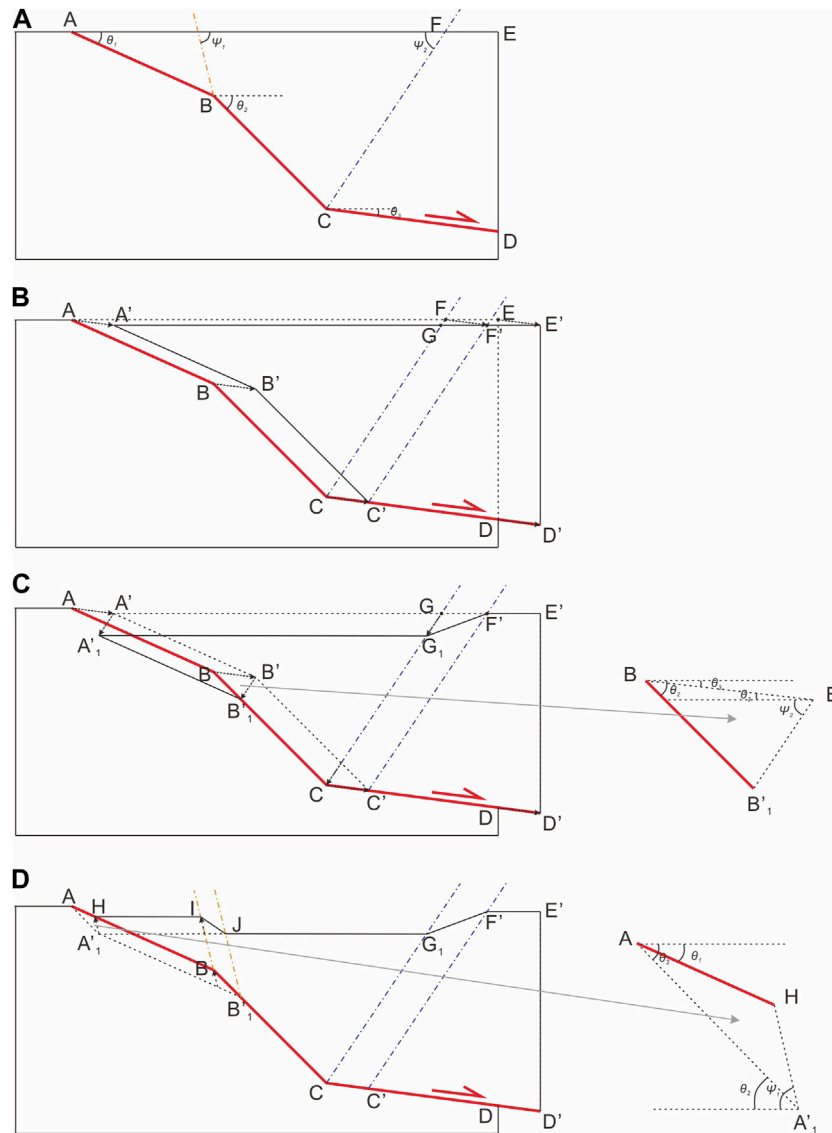 A
A F E
θ₁ ψ₁ ψ₂
B θ₂
C θ₃
D
B
A A’ F E E’
G F’
B B’
C C’ D D’
C
A A’ G F’ E’
A’₁ G₁
B B’
B’₁
C C’ D D’
B θ₂ θ₃ θ₃ B
ψ₂
B’₁
D
A H I J F’ E’
A’₁ G₁
B
B’₁
C C’ D D’
A θ₂ θ₁
H
θ₂ ψ₁
A’₁